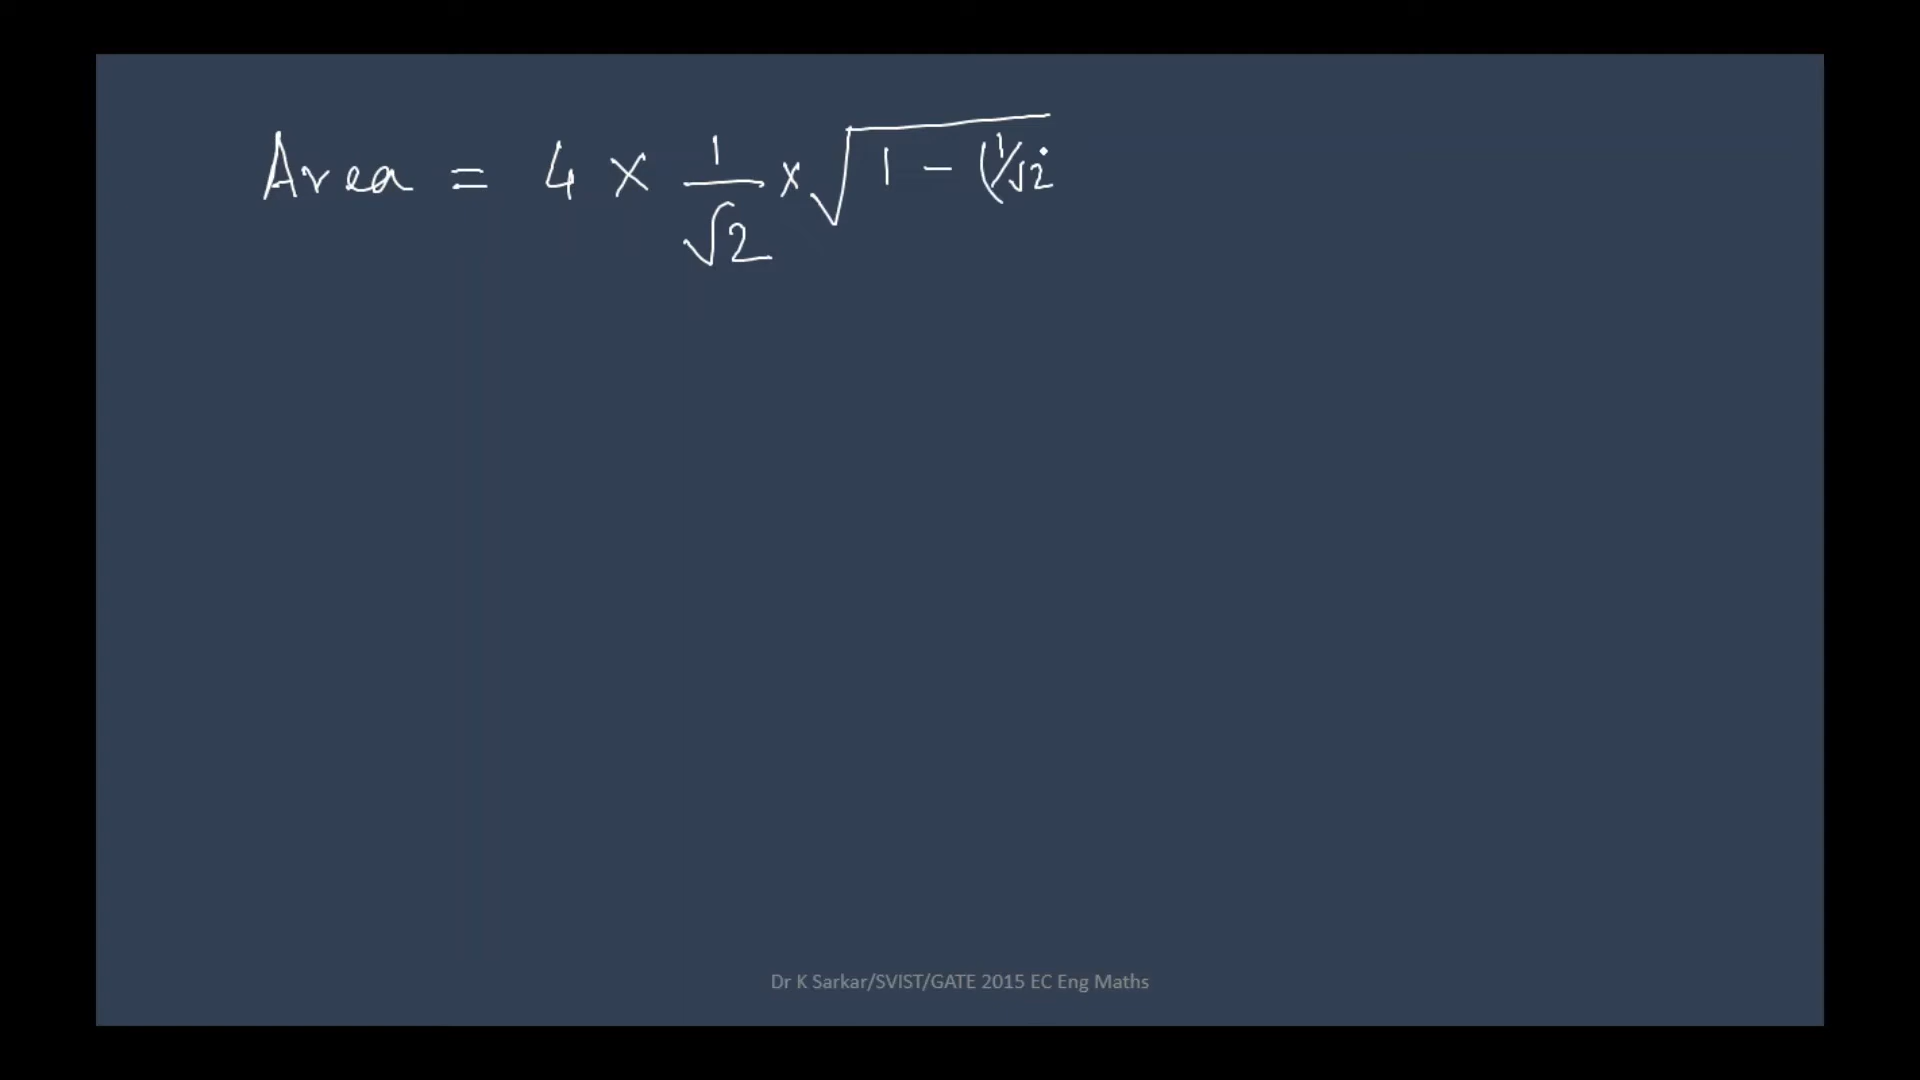 Area = 4 × 1/√2 × √1 - (1/√2
Dr K Sarkar/SVIST/GATE 2015 EC Eng Maths